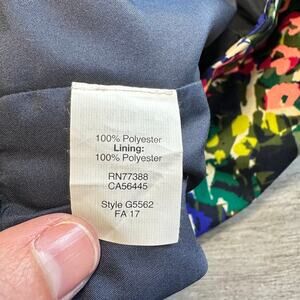 100% Polyester
Lining:
100% Polyester
RN77388
CA56445
Style G5562
FA 17